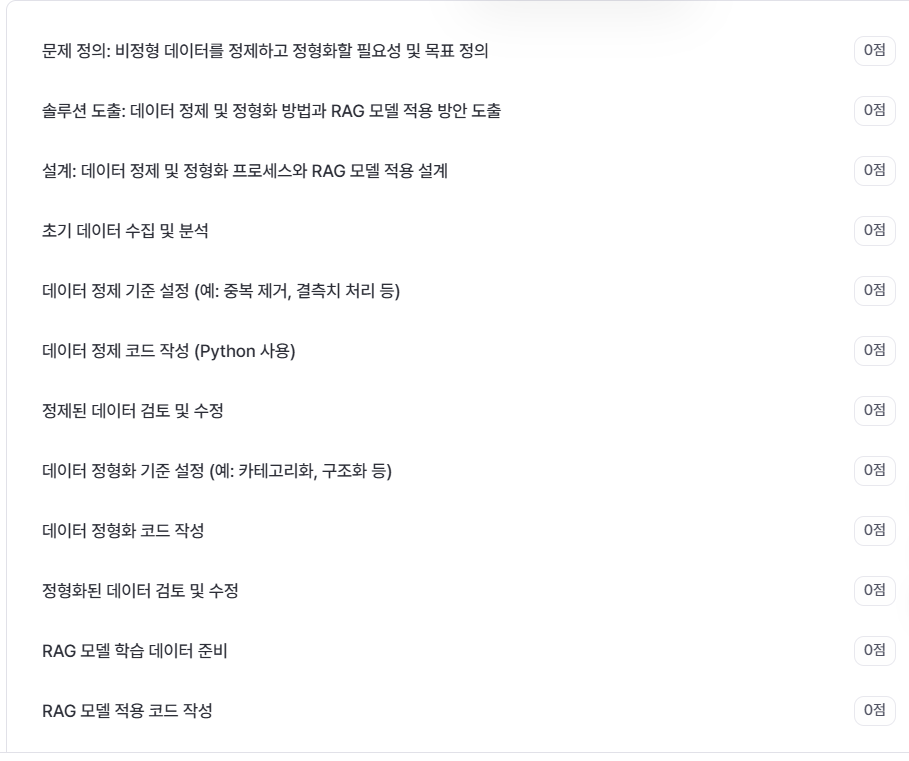 문제 정의: 비정형 데이터를 정제하고 정형화할 필요성 및 목표 정의 0점
솔루션 도출: 데이터 정제 및 정형화 방법과 RAG 모델 적용 방안 도출 0점
설계: 데이터 정제 및 정형화 프로세스와 RAG 모델 적용 설계 0점
초기 데이터 수집 및 분석 0점
데이터 정제 기준 설정 (예: 중복 제거, 결측치 처리 등) 0점
데이터 정제 코드 작성 (Python 사용) 0점
정제된 데이터 검토 및 수정 0점
데이터 정형화 기준 설정 (예: 카테고리화, 구조화 등) 0점
데이터 정형화 코드 작성 0점
정형화된 데이터 검토 및 수정 0점
RAG 모델 학습 데이터 준비 0점
RAG 모델 적용 코드 작성 0점